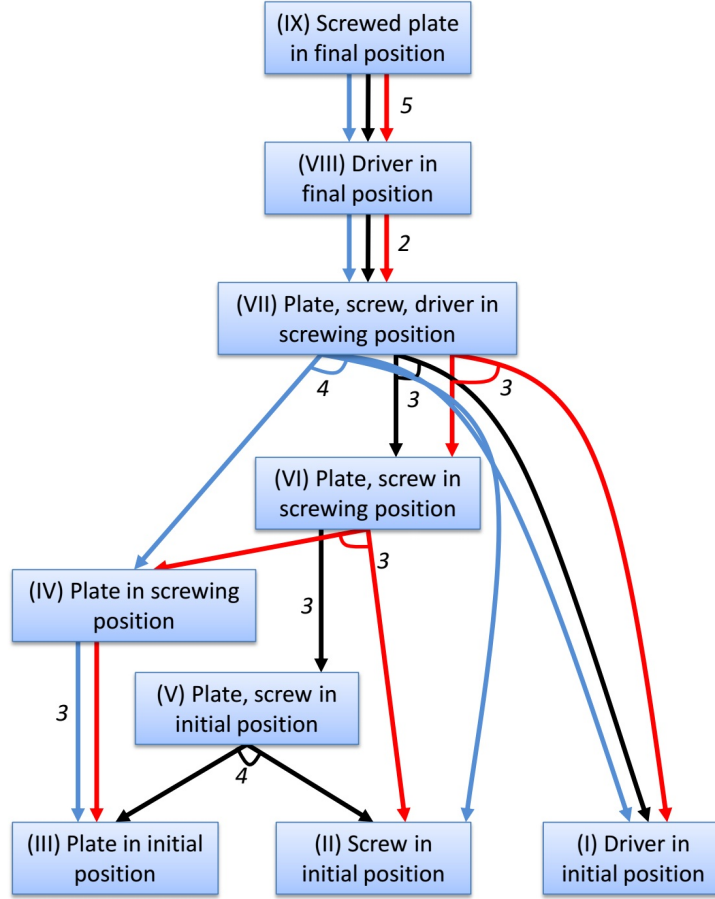 (IX) Screwed plate
in final position
5
(VIII) Driver in
final position
2
(VII) Plate, screw, driver in
screwing position
4
3
3
(VI) Plate, screw in
screwing position
3
(IV) Plate in screwing
position
3
3
(V) Plate, screw in
initial position
4
(III) Plate in initial
position
(II) Screw in
initial position
(I) Driver in
initial position